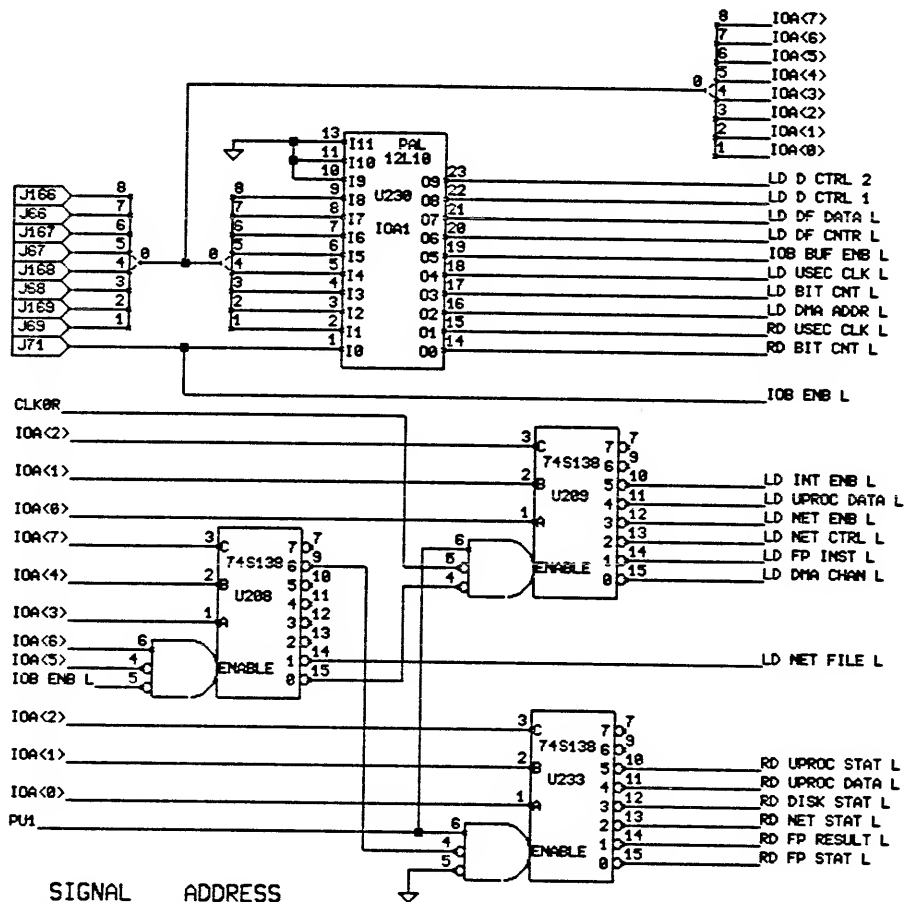 8 IOA<7>
7 IOA<6>
6 IOA<5>
5 IOA<4>
0 4 IOA<3>
3 IOA<2>
2 IOA<1>
1 IOA<0>
J166 8
J66 7
J167 6
J67 5
0
J168 4
J68 3
J169 2
J69 1
J71
0
8
7
6
5
4
3
2
1
13 I11 PAL
11 I10 12L10
10 I9 O9 23 LD D CTRL 2
9 I8 U230 O8 22 LD D CTRL 1
8 I7 O7 21 LD DF DATA L
7 I6 IOA1 O6 20 LD DF CNTR L
6 I5 O5 19 IOB BUF ENB L
5 I4 O4 18 LD USEC CLK L
4 I3 O3 17 LD BIT CNT L
3 I2 O2 16 LD DMA ADDR L
2 I1 O1 15 RD USEC CLK L
1 I0 O0 14 RD BIT CNT L
IOB ENB L
CLK0R
IOA<2>
IOA<1>
IOA<0>
3 C 7 7
74S138 6 9
2 B 5 10 LD INT ENB L
U209 4 11 LD UPROC DATA L
1 A 3 12 LD NET ENB L
6 2 13 LD NET CTRL L
5 ENABLE 1 14 LD FP INST L
4 0 15 LD DMA CHAN L
IOA<7> 3 C 7 7
74S138 6 9
IOA<4> 2 B 5 10
U208 4 11
IOA<3> 1 A 3 12
IOA<6> 6 2 13
IOA<5> 4 ENABLE 1 14 LD NET FILE L
IOB ENB L 5 0 15
IOA<2> 3 C 7 7
74S138 6 9
IOA<1> 2 B 5 10 RD UPROC STAT L
U233 4 11 RD UPROC DATA L
IOA<0> 1 A 3 12 RD DISK STAT L
PU1 6 2 13 RD NET STAT L
4 ENABLE 1 14 RD FP RESULT L
5 0 15 RD FP STAT L
SIGNAL ADDRESS